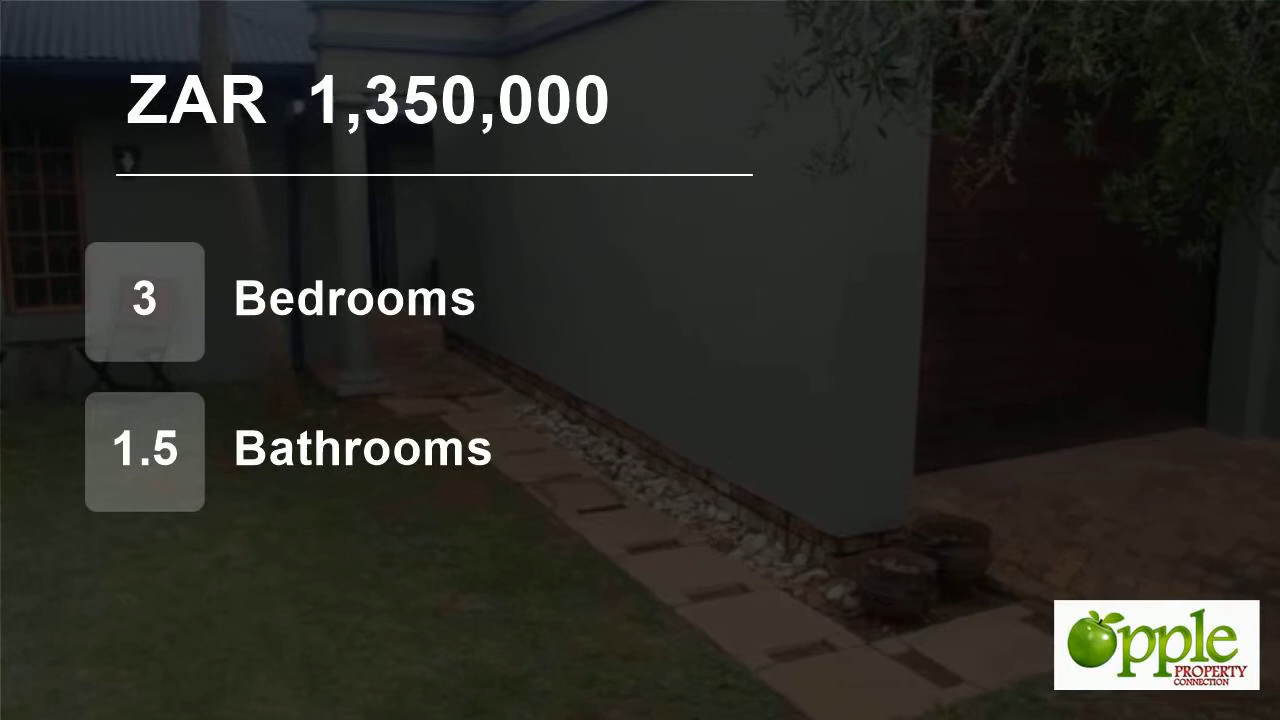 ZAR 1,350,000
3 Bedrooms
1.5 Bathrooms
pple
PROPERTY
CONNECTION